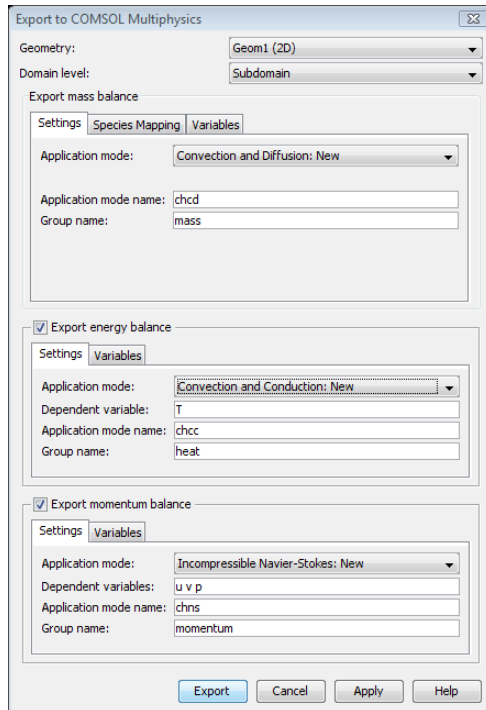 Export to COMSOL Multiphysics
Geometry: Geom1 (2D)
Domain level: Subdomain
Export mass balance
Settings Species Mapping Variables
Application mode: Convection and Diffusion: New
Application mode name: chcd
Group name: mass
Export energy balance
Settings Variables
Application mode: Convection and Conduction: New
Dependent variable: T
Application mode name: chcc
Group name: heat
Export momentum balance
Settings Variables
Application mode: Incompressible Navier-Stokes: New
Dependent variables: u v p
Application mode name: chns
Group name: momentum
Export Cancel Apply Help